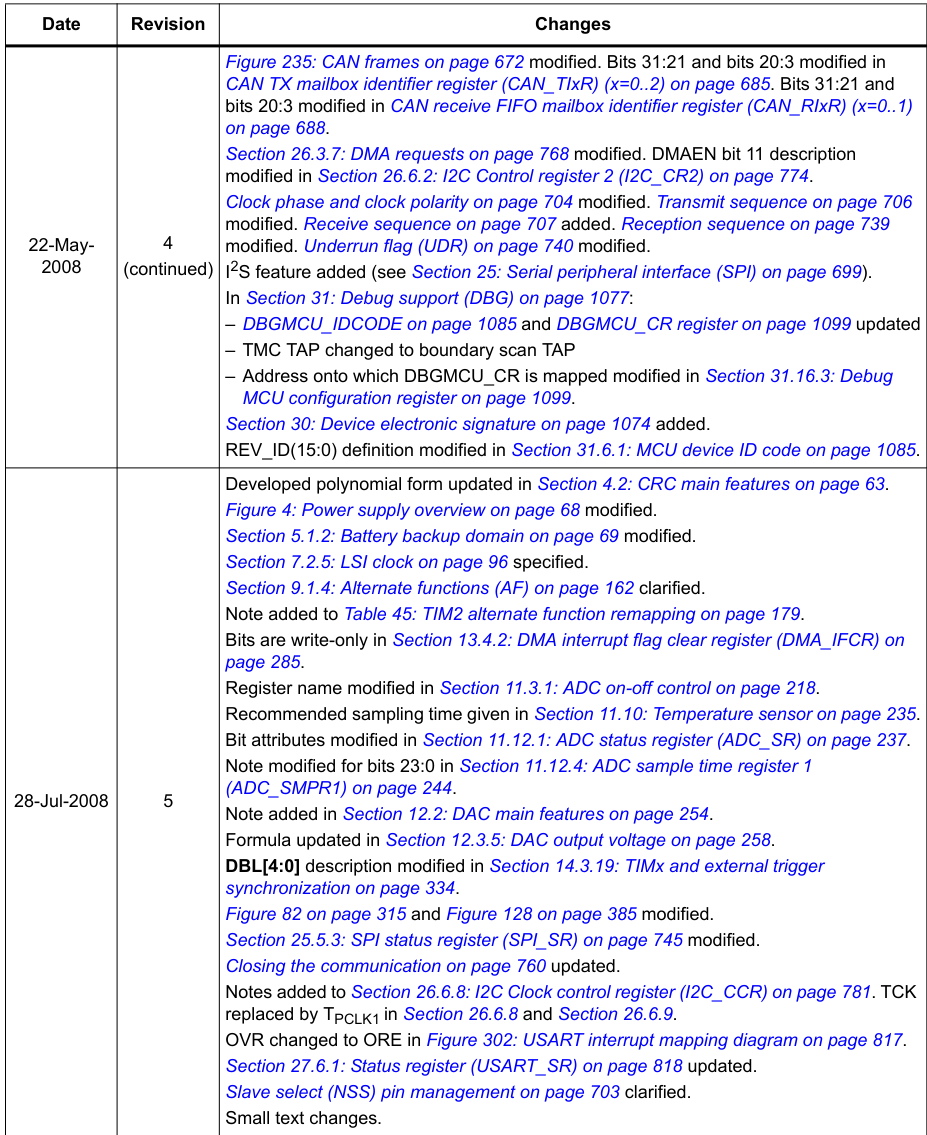 Date Revision Changes
Figure 235: CAN frames on page 672 modified. Bits 31:21 and bits 20:3 modified in
CAN TX mailbox identifier register (CAN_TIxR) (x=0..2) on page 685. Bits 31:21 and
bits 20:3 modified in CAN receive FIFO mailbox identifier register (CAN_RIxR) (x=0..1)
on page 688.
Section 26.3.7: DMA requests on page 768 modified. DMAEN bit 11 description
modified in Section 26.6.2: I2C Control register 2 (I2C_CR2) on page 774.
Clock phase and clock polarity on page 704 modified. Transmit sequence on page 706
modified. Receive sequence on page 707 added. Reception sequence on page 739
modified. Underrun flag (UDR) on page 740 modified.
22-May-
2008
4
(continued)
I2S feature added (see Section 25: Serial peripheral interface (SPI) on page 699).
In Section 31: Debug support (DBG) on page 1077:
– DBGMCU_IDCODE on page 1085 and DBGMCU_CR register on page 1099 updated
– TMC TAP changed to boundary scan TAP
– Address onto which DBGMCU_CR is mapped modified in Section 31.16.3: Debug
MCU configuration register on page 1099.
Section 30: Device electronic signature on page 1074 added.
REV_ID(15:0) definition modified in Section 31.6.1: MCU device ID code on page 1085.
28-Jul-2008
5
Developed polynomial form updated in Section 4.2: CRC main features on page 63.
Figure 4: Power supply overview on page 68 modified.
Section 5.1.2: Battery backup domain on page 69 modified.
Section 7.2.5: LSI clock on page 96 specified.
Section 9.1.4: Alternate functions (AF) on page 162 clarified.
Note added to Table 45: TIM2 alternate function remapping on page 179.
Bits are write-only in Section 13.4.2: DMA interrupt flag clear register (DMA_IFCR) on
page 285.
Register name modified in Section 11.3.1: ADC on-off control on page 218.
Recommended sampling time given in Section 11.10: Temperature sensor on page 235.
Bit attributes modified in Section 11.12.1: ADC status register (ADC_SR) on page 237.
Note modified for bits 23:0 in Section 11.12.4: ADC sample time register 1
(ADC_SMPR1) on page 244.
Note added in Section 12.2: DAC main features on page 254.
Formula updated in Section 12.3.5: DAC output voltage on page 258.
DBL[4:0] description modified in Section 14.3.19: TIMx and external trigger
synchronization on page 334.
Figure 82 on page 315 and Figure 128 on page 385 modified.
Section 25.5.3: SPI status register (SPI_SR) on page 745 modified.
Closing the communication on page 760 updated.
Notes added to Section 26.6.8: I2C Clock control register (I2C_CCR) on page 781. TCK
replaced by TPCLK1 in Section 26.6.8 and Section 26.6.9.
OVR changed to ORE in Figure 302: USART interrupt mapping diagram on page 817.
Section 27.6.1: Status register (USART_SR) on page 818 updated.
Slave select (NSS) pin management on page 703 clarified.
Small text changes.